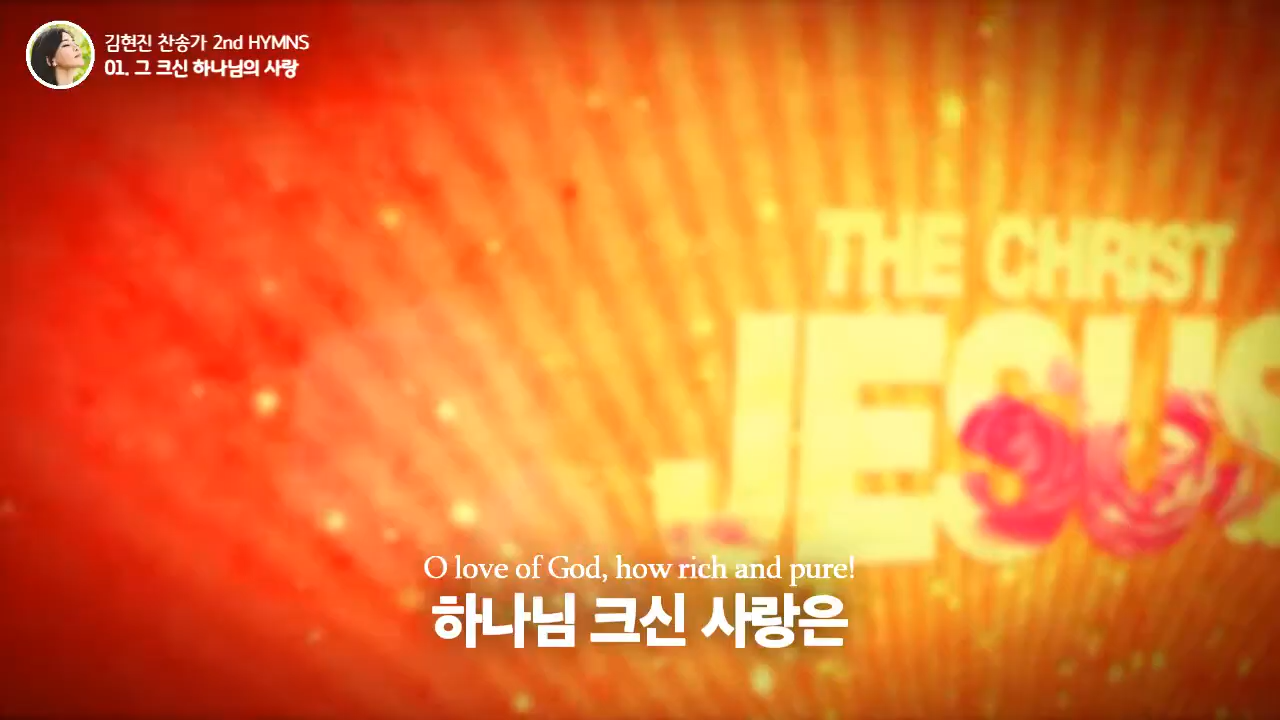 김현진 찬송가 2nd HYMNS
01. 그 크신 하나님의 사랑
THE CHRIST
JESUS
O love of God, how rich and pure!
하나님 크신 사랑은